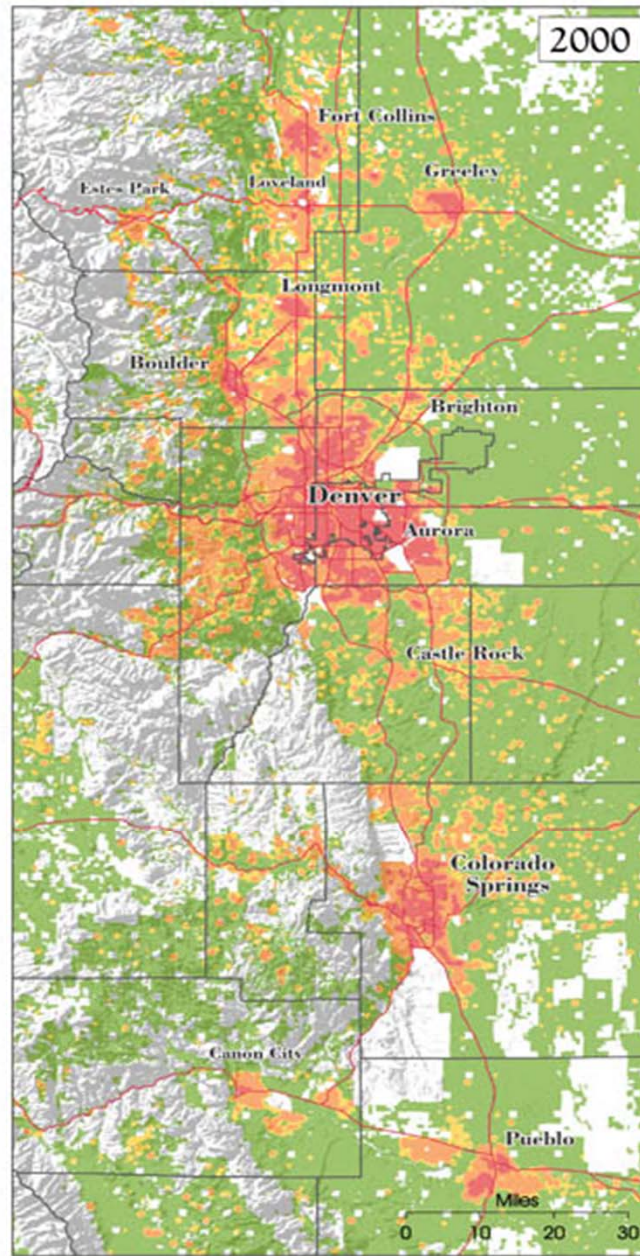 2000
Fort Collins
Estes Park
Loveland
Greeley
Longmont
Boulder
Brighton
Denver
Aurora
Castle Rock
Colorado
Springs
Canon City
Pueblo
Miles
0 10 20 30